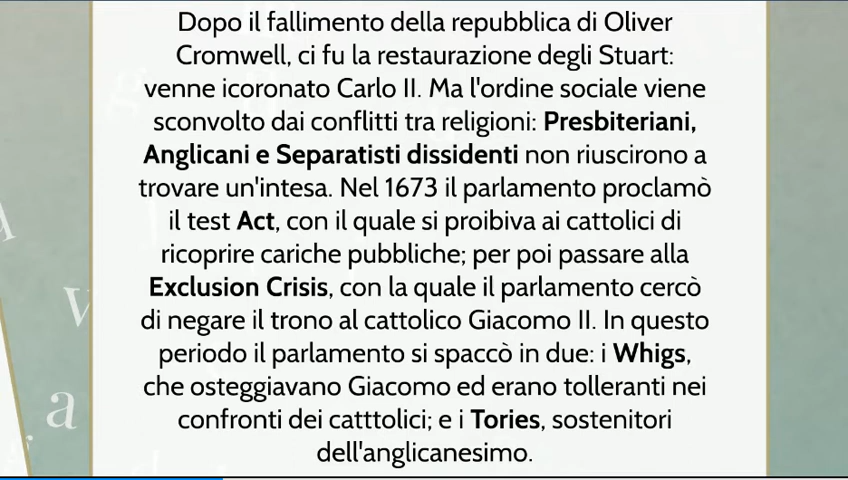 Dopo il fallimento della repubblica di Oliver
Cromwell, ci fu la restaurazione degli Stuart:
venne icoronato Carlo II. Ma l'ordine sociale viene
sconvolto dai conflitti tra religioni: Presbiteriani,
Anglicani e Separatisti dissidenti non riuscirono a
trovare un'intesa. Nel 1673 il parlamento proclamò
il test Act, con il quale si proibiva ai cattolici di
ricoprire cariche pubbliche; per poi passare alla
Exclusion Crisis, con la quale il parlamento cercò
di negare il trono al cattolico Giacomo II. In questo
periodo il parlamento si spaccò in due: i Whigs,
che osteggiavano Giacomo ed erano tolleranti nei
confronti dei catttolici; e i Tories, sostenitori
dell'anglicanesimo.